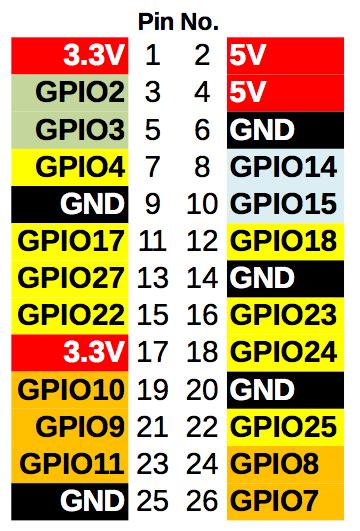 Pin No.
3.3V 1 2 5V
GPIO2 3 4 5V
GPIO3 5 6 GND
GPIO4 7 8 GPIO14
GND 9 10 GPIO15
GPIO17 11 12 GPIO18
GPIO27 13 14 GND
GPIO22 15 16 GPIO23
3.3V 17 18 GPIO24
GPIO10 19 20 GND
GPIO9 21 22 GPIO25
GPIO11 23 24 GPIO8
GND 25 26 GPIO7